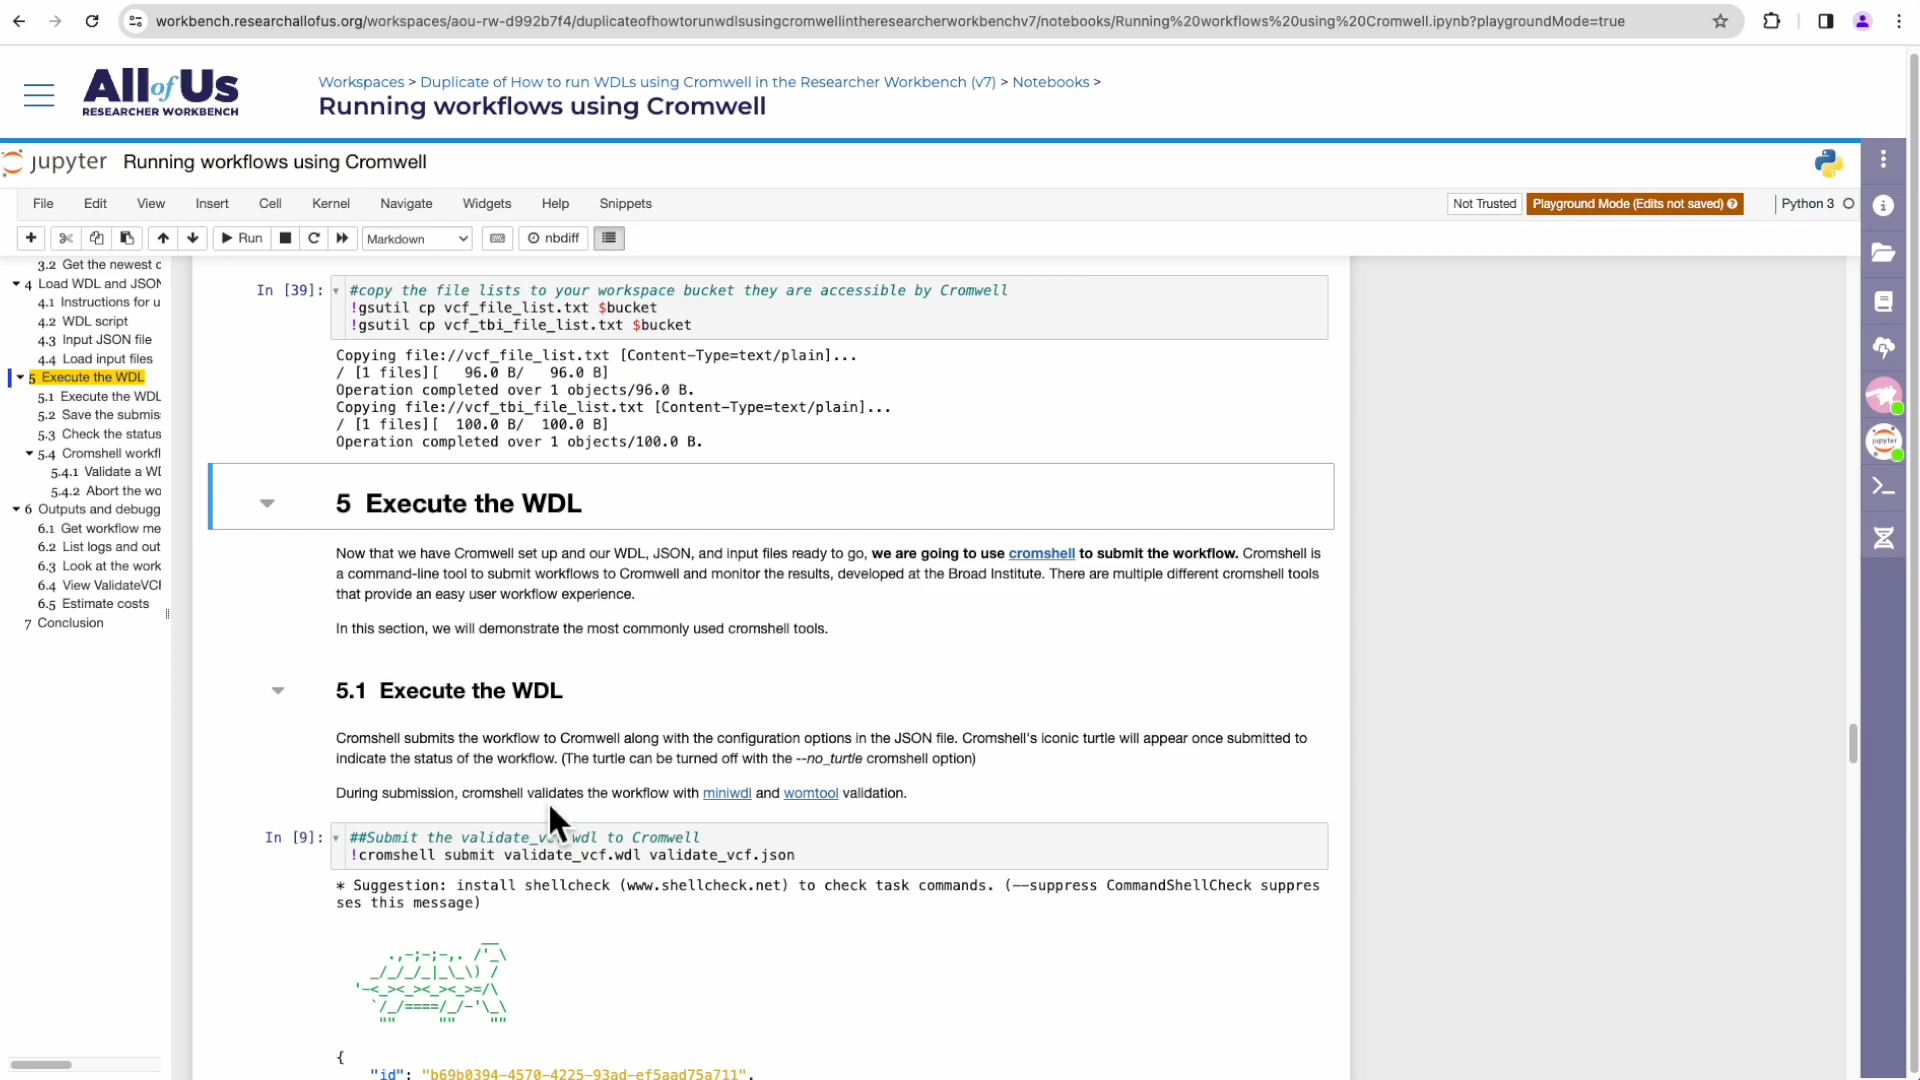 workbench.researchallofus.org/workspaces/aou-rw-d992b7f4/duplicateofhowtorunwdlsusingcromwellintheresearcherworkbenchv7/notebooks/Running%20workflows%20using%20Cromwell.ipynb?playgroundMode=true
All of Us
RESEARCHER WORKBENCH
Workspaces > Duplicate of How to run WDLs using Cromwell in the Researcher Workbench (v7) > Notebooks >
Running workflows using Cromwell
jupyter Running workflows using Cromwell
File Edit View Insert Cell Kernel Navigate Widgets Help Snippets
Not Trusted Playground Mode (Edits not saved) Python 3
Run Markdown nbdiff
3.2 Get the newest c
4 Load WDL and JSON
4.1 Instructions for u
4.2 WDL script
4.3 Input JSON file
4.4 Load input files
5 Execute the WDL
5.1 Execute the WDL
5.2 Save the submis
5.3 Check the status
5.4 Cromshell workfl
5.4.1 Validate a WD
5.4.2 Abort the wo
6 Outputs and debugg
6.1 Get workflow me
6.2 List logs and out
6.3 Look at the work
6.4 View ValidateVCF
6.5 Estimate costs
7 Conclusion
In [39]:
#copy the file lists to your workspace bucket they are accessible by Cromwell
!gsutil cp vcf_file_list.txt $bucket
!gsutil cp vcf_tbi_file_list.txt $bucket
Copying file://vcf_file_list.txt [Content-Type=text/plain]...
/ [1 files][   96.0 B/   96.0 B]
Operation completed over 1 objects/96.0 B.
Copying file://vcf_tbi_file_list.txt [Content-Type=text/plain]...
/ [1 files][  100.0 B/  100.0 B]
Operation completed over 1 objects/100.0 B.
5 Execute the WDL
Now that we have Cromwell set up and our WDL, JSON, and input files ready to go, we are going to use cromshell to submit the workflow. Cromshell is
a command-line tool to submit workflows to Cromwell and monitor the results, developed at the Broad Institute. There are multiple different cromshell tools
that provide an easy user workflow experience.
In this section, we will demonstrate the most commonly used cromshell tools.
5.1 Execute the WDL
Cromshell submits the workflow to Cromwell along with the configuration options in the JSON file. Cromshell's iconic turtle will appear once submitted to
indicate the status of the workflow. (The turtle can be turned off with the --no_turtle cromshell option)
During submission, cromshell validates the workflow with miniwdl and womtool validation.
In [9]:
##Submit the validate_v wdl to Cromwell
!cromshell submit validate_vcf.wdl validate_vcf.json
* Suggestion: install shellcheck (www.shellcheck.net) to check task commands. (--suppress CommandShellCheck suppres
ses this message)
{
"id": "b69b0394-4570-4225-93ad-ef5aad75a711",
jupyter